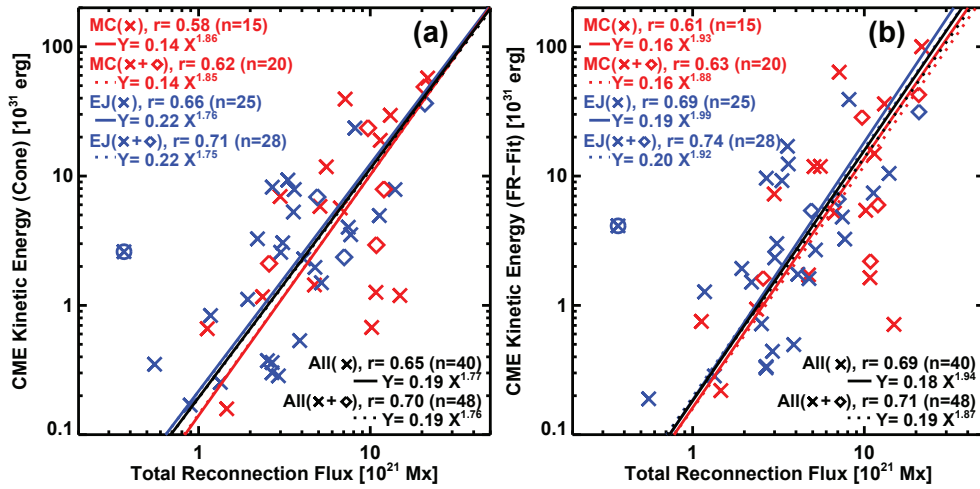 (a)
MC(×), r= 0.58 (n=15)
Y= 0.14 X^1.86
MC(×+◇), r= 0.62 (n=20)
Y= 0.14 X^1.85
EJ(×), r= 0.66 (n=25)
Y= 0.22 X^1.76
EJ(×+◇), r= 0.71 (n=28)
Y= 0.22 X^1.75
All(×), r= 0.65 (n=40)
Y= 0.19 X^1.77
All(×+◇), r= 0.70 (n=48)
Y= 0.19 X^1.76
CME Kinetic Energy (Cone) [10^31 erg]
100
10
1
0.1
1
10
Total Reconnection Flux [10^21 Mx]
(b)
MC(×), r= 0.61 (n=15)
Y= 0.16 X^1.93
MC(×+◇), r= 0.63 (n=20)
Y= 0.16 X^1.88
EJ(×), r= 0.69 (n=25)
Y= 0.19 X^1.99
EJ(×+◇), r= 0.74 (n=28)
Y= 0.20 X^1.92
All(×), r= 0.69 (n=40)
Y= 0.18 X^1.94
All(×+◇), r= 0.71 (n=48)
Y= 0.19 X^1.87
CME Kinetic Energy (FR−Fit) [10^31 erg]
100
10
1
0.1
1
10
Total Reconnection Flux [10^21 Mx]